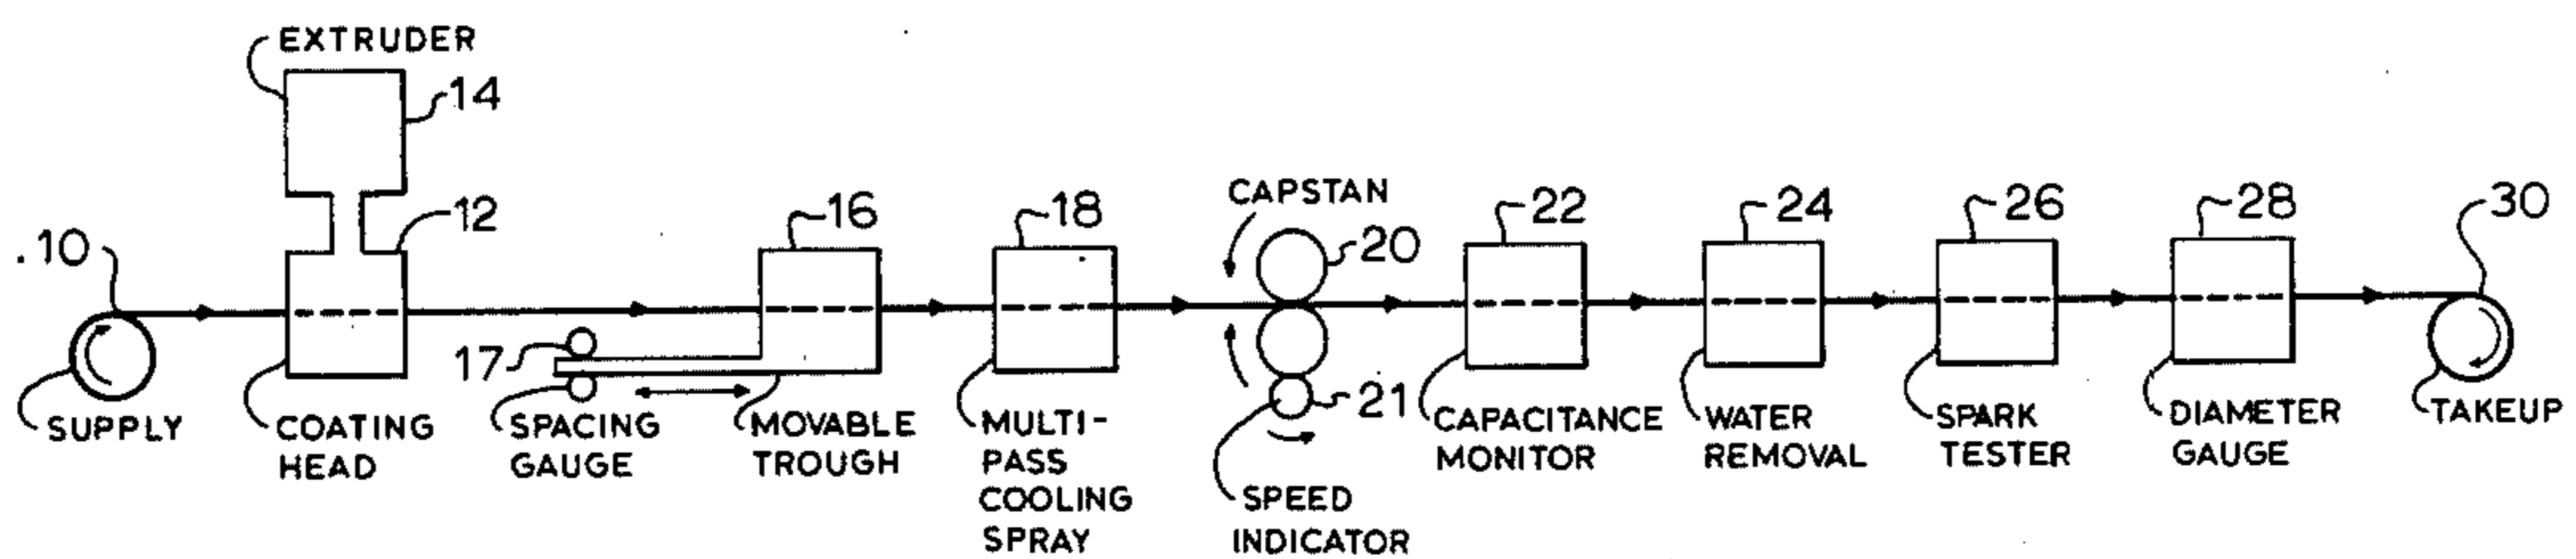 EXTRUDER
14
12
.10
SUPPLY
COATING
HEAD
17
SPACING
GAUGE
16
MOVABLE
TROUGH
18
MULTI-
PASS
COOLING
SPRAY
CAPSTAN
20
21
SPEED
INDICATOR
22
CAPACITANCE
MONITOR
24
WATER
REMOVAL
26
SPARK
TESTER
28
DIAMETER
GAUGE
30
TAKEUP